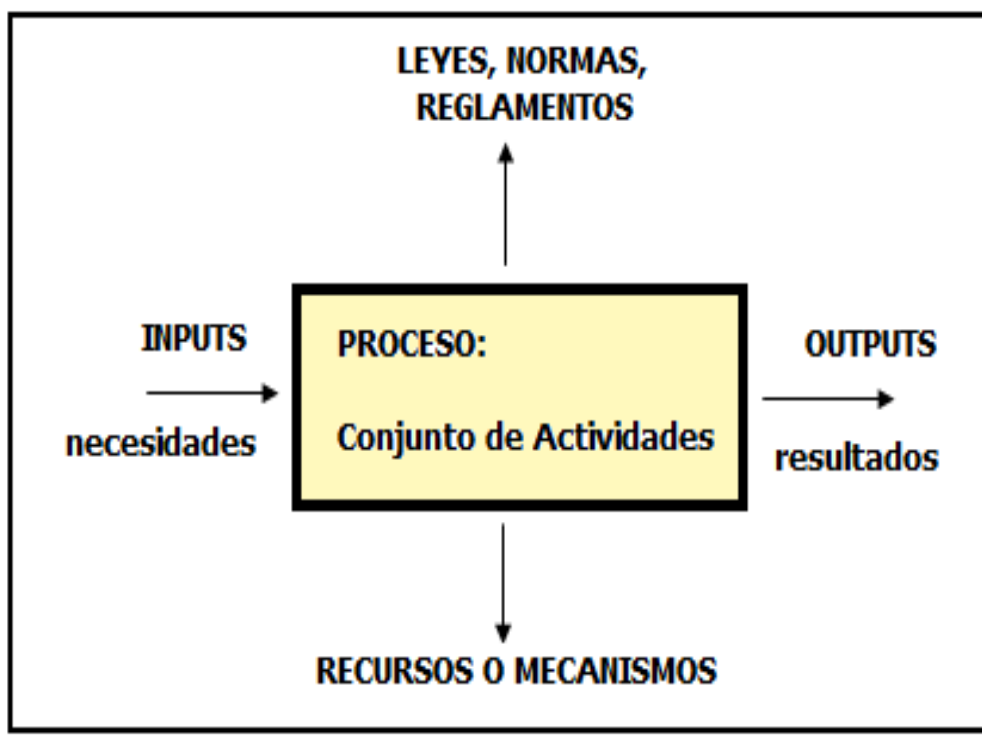 LEYES, NORMAS,
REGLAMENTOS
INPUTS
necesidades
PROCESO:
Conjunto de Actividades
OUTPUTS
resultados
RECURSOS O MECANISMOS